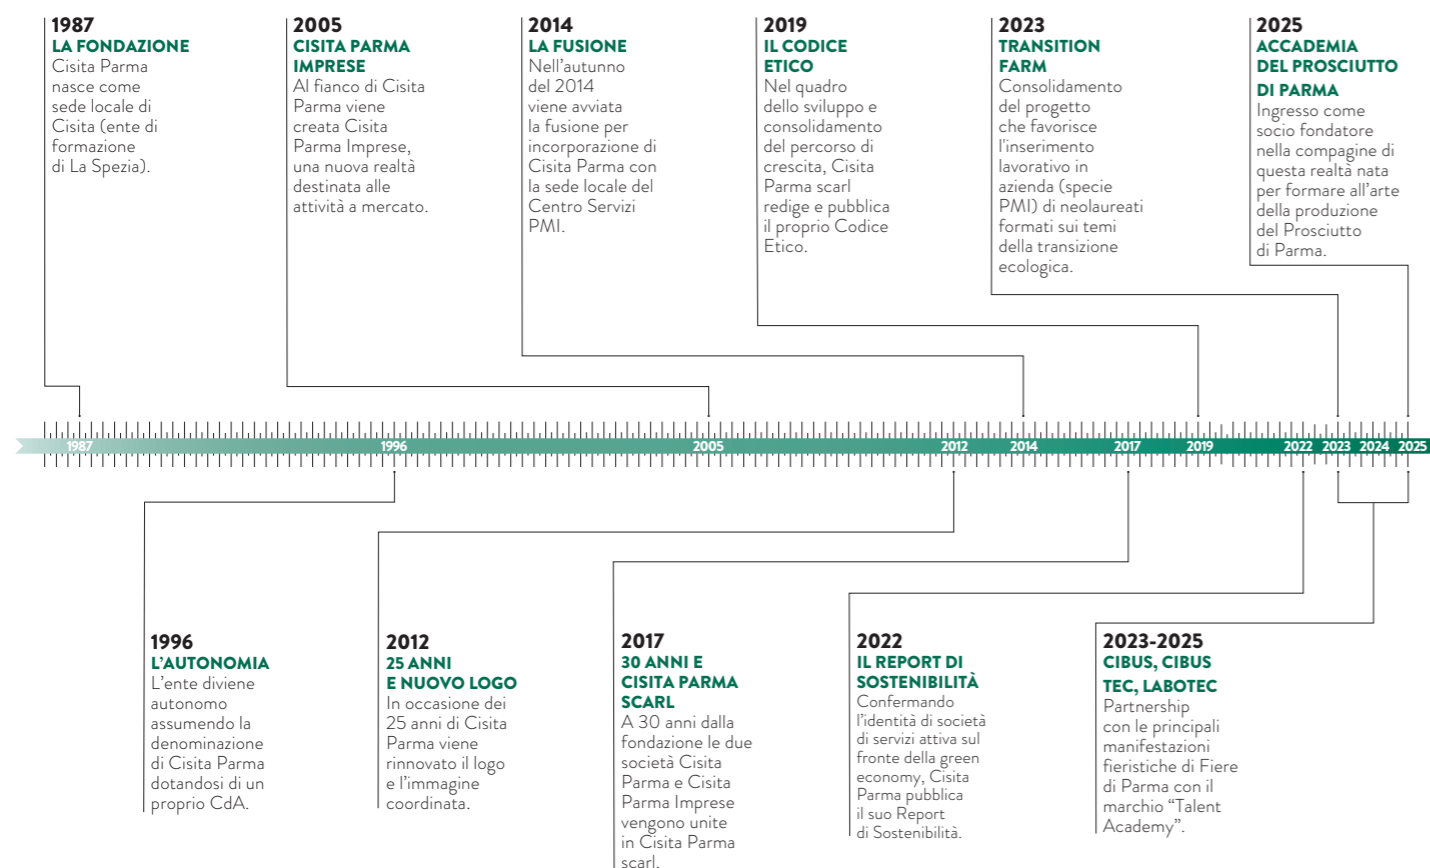 1987
LA FONDAZIONE
Cisita Parma
nasce come
sede locale di
Cisita (ente di
formazione
di La Spezia).
2005
CISITA PARMA
IMPRESE
Al fianco di Cisita
Parma viene
creata Cisita
Parma Imprese,
una nuova realtà
destinata alle
attività a mercato.
2014
LA FUSIONE
Nell'autunno
del 2014
viene avviata
la fusione per
incorporazione di
Cisita Parma con
la sede locale del
Centro Servizi
PMI.
2019
IL CODICE
ETICO
Nel quadro
dello sviluppo e
consolidamento
del percorso di
crescita, Cisita
Parma scarl
redige e pubblica
il proprio Codice
Etico.
2023
TRANSITION
FARM
Consolidamento
del progetto
che favorisce
l'inserimento
lavorativo in
azienda (specie
PMI) di neolaureati
formati sui temi
della transizione
ecologica.
2025
ACCADEMIA
DEL PROSCIUTTO
DI PARMA
Ingresso come
socio fondatore
nella compagine di
questa realtà nata
per formare all'arte
della produzione
del Prosciutto
di Parma.
1987 1996 2005 2012 2014 2017 2019 2022 2023 2024 2025
1996
L'AUTONOMIA
L'ente diviene
autonomo
assumendo la
denominazione
di Cisita Parma
dotandosi di un
proprio CdA.
2012
25 ANNI
E NUOVO LOGO
In occasione dei
25 anni di Cisita
Parma viene
rinnovato il logo
e l'immagine
coordinata.
2017
30 ANNI E
CISITA PARMA
SCARL
A 30 anni dalla
fondazione le due
società Cisita
Parma e Cisita
Parma Imprese
vengono unite
in Cisita Parma
scarl.
2022
IL REPORT DI
SOSTENIBILITÀ
Confermando
l'identità di società
di servizi attiva sul
fronte della green
economy, Cisita
Parma pubblica
il suo Report
di Sostenibilità.
2023-2025
CIBUS, CIBUS
TEC, LABOTEC
Partnership
con le principali
manifestazioni
fieristiche di Fiere
di Parma con il
marchio “Talent
Academy”.